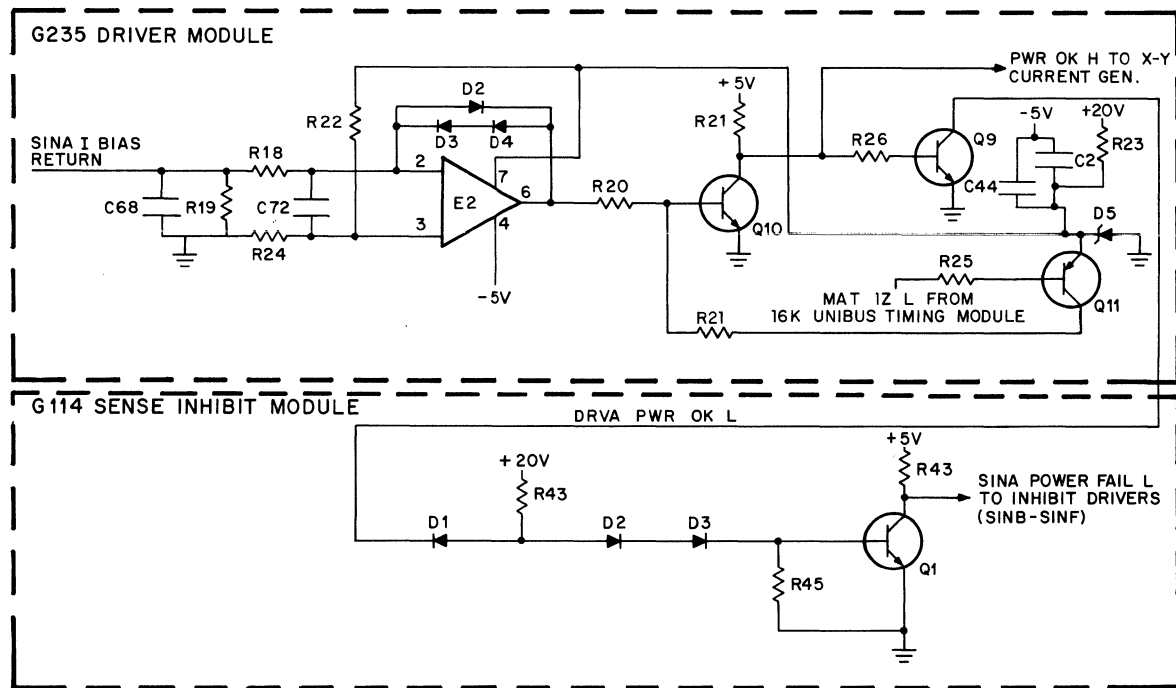 G235 DRIVER MODULE
PWR OK H TO X-Y
CURRENT GEN.
SINA I BIAS
RETURN
R22
D2
D3
D4
R18
C68
R19
C72
R24
2
3
7
6
4
E2
-5V
R20
+5V
R21
Q10
R26
Q9
-5V
+20V
C2
R23
C44
D5
R25
Q11
MAT 1Z L FROM
16K UNIBUS TIMING MODULE
R21
G114 SENSE INHIBIT MODULE
DRVA PWR OK L
+20V
R43
D1
D2
D3
R45
+5V
R43
Q1
SINA POWER FAIL L
TO INHIBIT DRIVERS
(SINB-SINF)